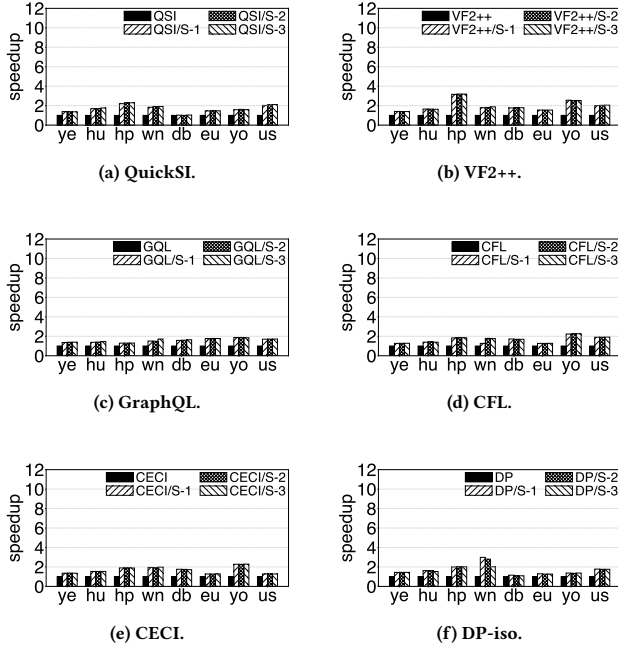 12
10
8
6
4
2
0
speedup
QSI QSI/S-2
QSI/S-1 QSI/S-3
ye hu hp wn db eu yo us
(a) QuickSI.
12
10
8
6
4
2
0
speedup
VF2++ VF2++/S-2
VF2++/S-1 VF2++/S-3
ye hu hp wn db eu yo us
(b) VF2++.
12
10
8
6
4
2
0
speedup
GQL GQL/S-2
GQL/S-1 GQL/S-3
ye hu hp wn db eu yo us
(c) GraphQL.
12
10
8
6
4
2
0
speedup
CFL CFL/S-2
CFL/S-1 CFL/S-3
ye hu hp wn db eu yo us
(d) CFL.
12
10
8
6
4
2
0
speedup
CECI CECI/S-2
CECI/S-1 CECI/S-3
ye hu hp wn db eu yo us
(e) CECI.
12
10
8
6
4
2
0
speedup
DP DP/S-2
DP/S-1 DP/S-3
ye hu hp wn db eu yo us
(f) DP-iso.